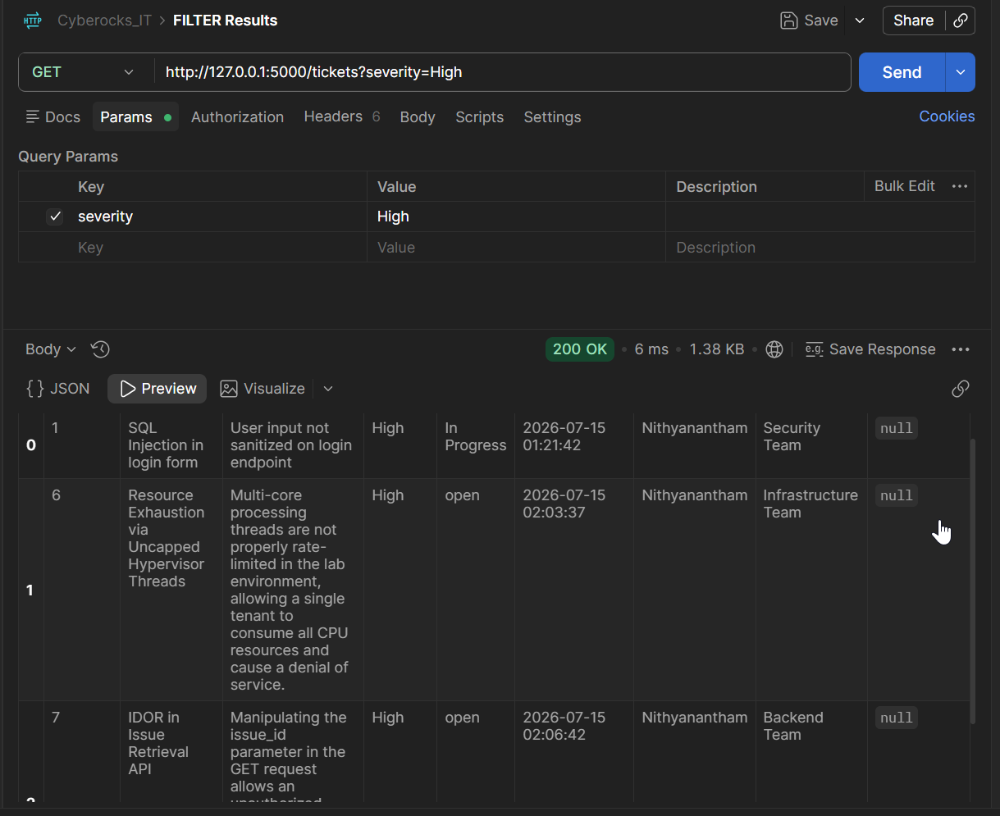 HTTP Cyberocks_IT > FILTER Results Save Share
GET http://127.0.0.1:5000/tickets?severity=High Send
Docs Params Authorization Headers 6 Body Scripts Settings Cookies
Query Params
Key Value Description Bulk Edit •••
severity High
Key Value Description
Body 200 OK • 6 ms • 1.38 KB • e.g. Save Response •••
{} JSON Preview Visualize
0
1
SQL
Injection in
login form
User input not
sanitized on login
endpoint
High
In
Progress
2026-07-15
01:21:42
Nithyanantham
Security
Team
null
1
6
Resource
Exhaustion
via
Uncapped
Hypervisor
Threads
Multi-core
processing
threads are not
properly rate-
limited in the lab
environment,
allowing a single
tenant to
consume all CPU
resources and
cause a denial of
service.
High
open
2026-07-15
02:03:37
Nithyanantham
Infrastructure
Team
null
7
IDOR in
Issue
Retrieval
API
Manipulating the
issue_id
parameter in the
GET request
allows an
High
open
2026-07-15
02:06:42
Nithyanantham
Backend
Team
null